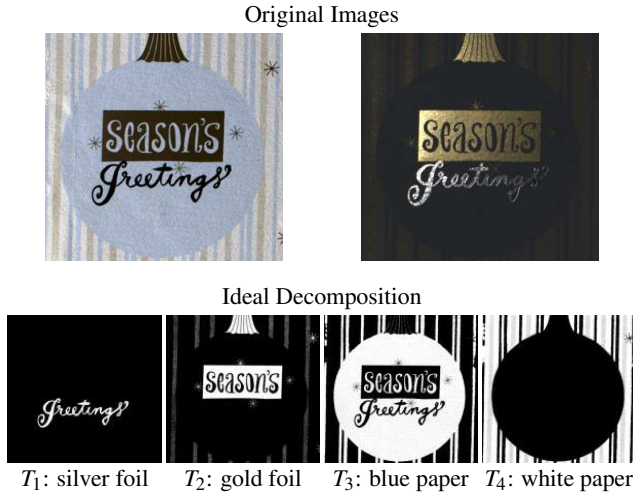 Original Images
season's
Greetings
season's
Greetings
Ideal Decomposition
Greetings
season's
season's
Greetings
T₁: silver foil
T₂: gold foil
T₃: blue paper
T₄: white paper